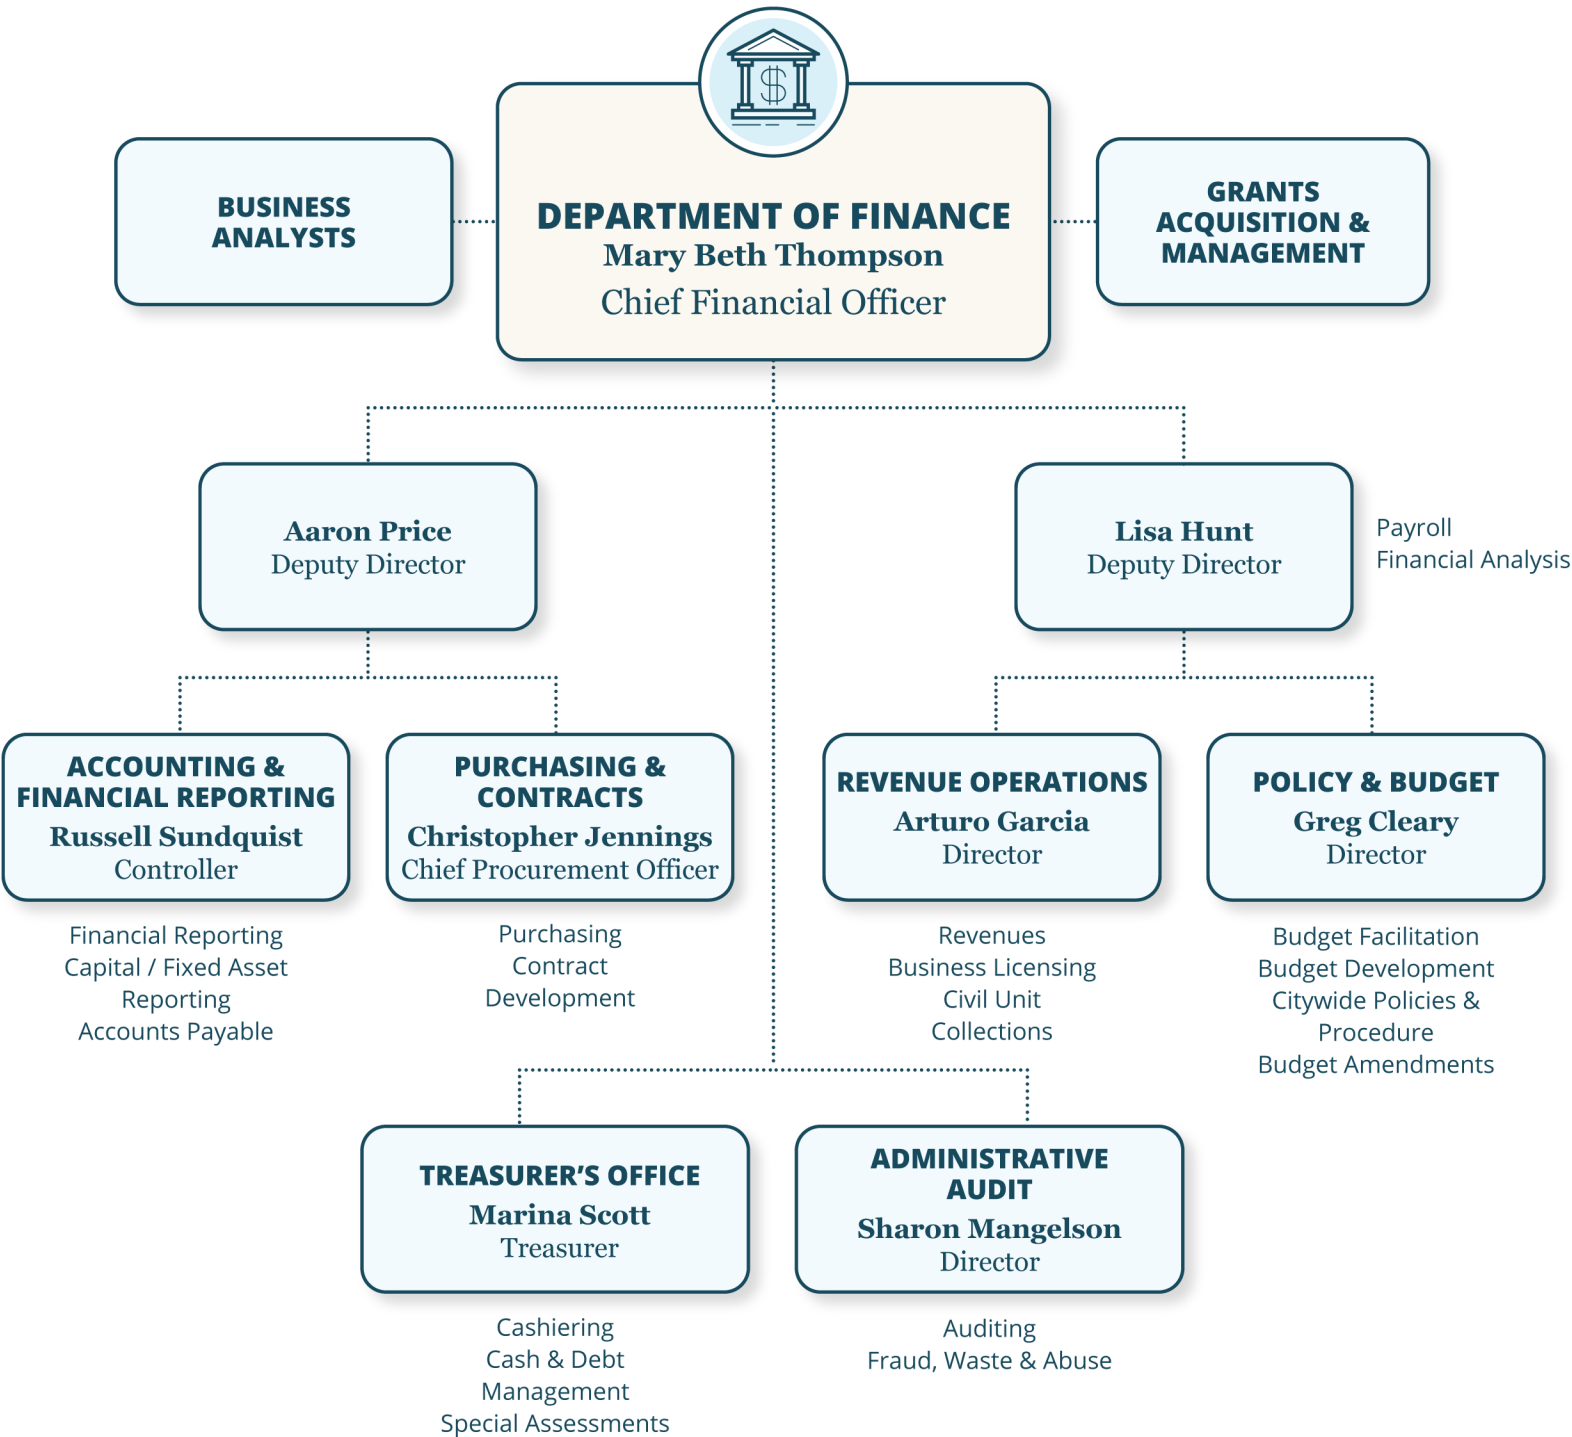 BUSINESS
ANALYSTS
$
DEPARTMENT OF FINANCE
Mary Beth Thompson
Chief Financial Officer
GRANTS
ACQUISITION &
MANAGEMENT
Aaron Price
Deputy Director
Lisa Hunt
Deputy Director
Payroll
Financial Analysis
ACCOUNTING &
FINANCIAL REPORTING
Russell Sundquist
Controller
Financial Reporting
Capital / Fixed Asset
Reporting
Accounts Payable
PURCHASING &
CONTRACTS
Christopher Jennings
Chief Procurement Officer
Purchasing
Contract
Development
REVENUE OPERATIONS
Arturo Garcia
Director
Revenues
Business Licensing
Civil Unit
Collections
POLICY & BUDGET
Greg Cleary
Director
Budget Facilitation
Budget Development
Citywide Policies &
Procedure
Budget Amendments
TREASURER’S OFFICE
Marina Scott
Treasurer
Cashiering
Cash & Debt
Management
Special Assessments
ADMINISTRATIVE
AUDIT
Sharon Mangelson
Director
Auditing
Fraud, Waste & Abuse